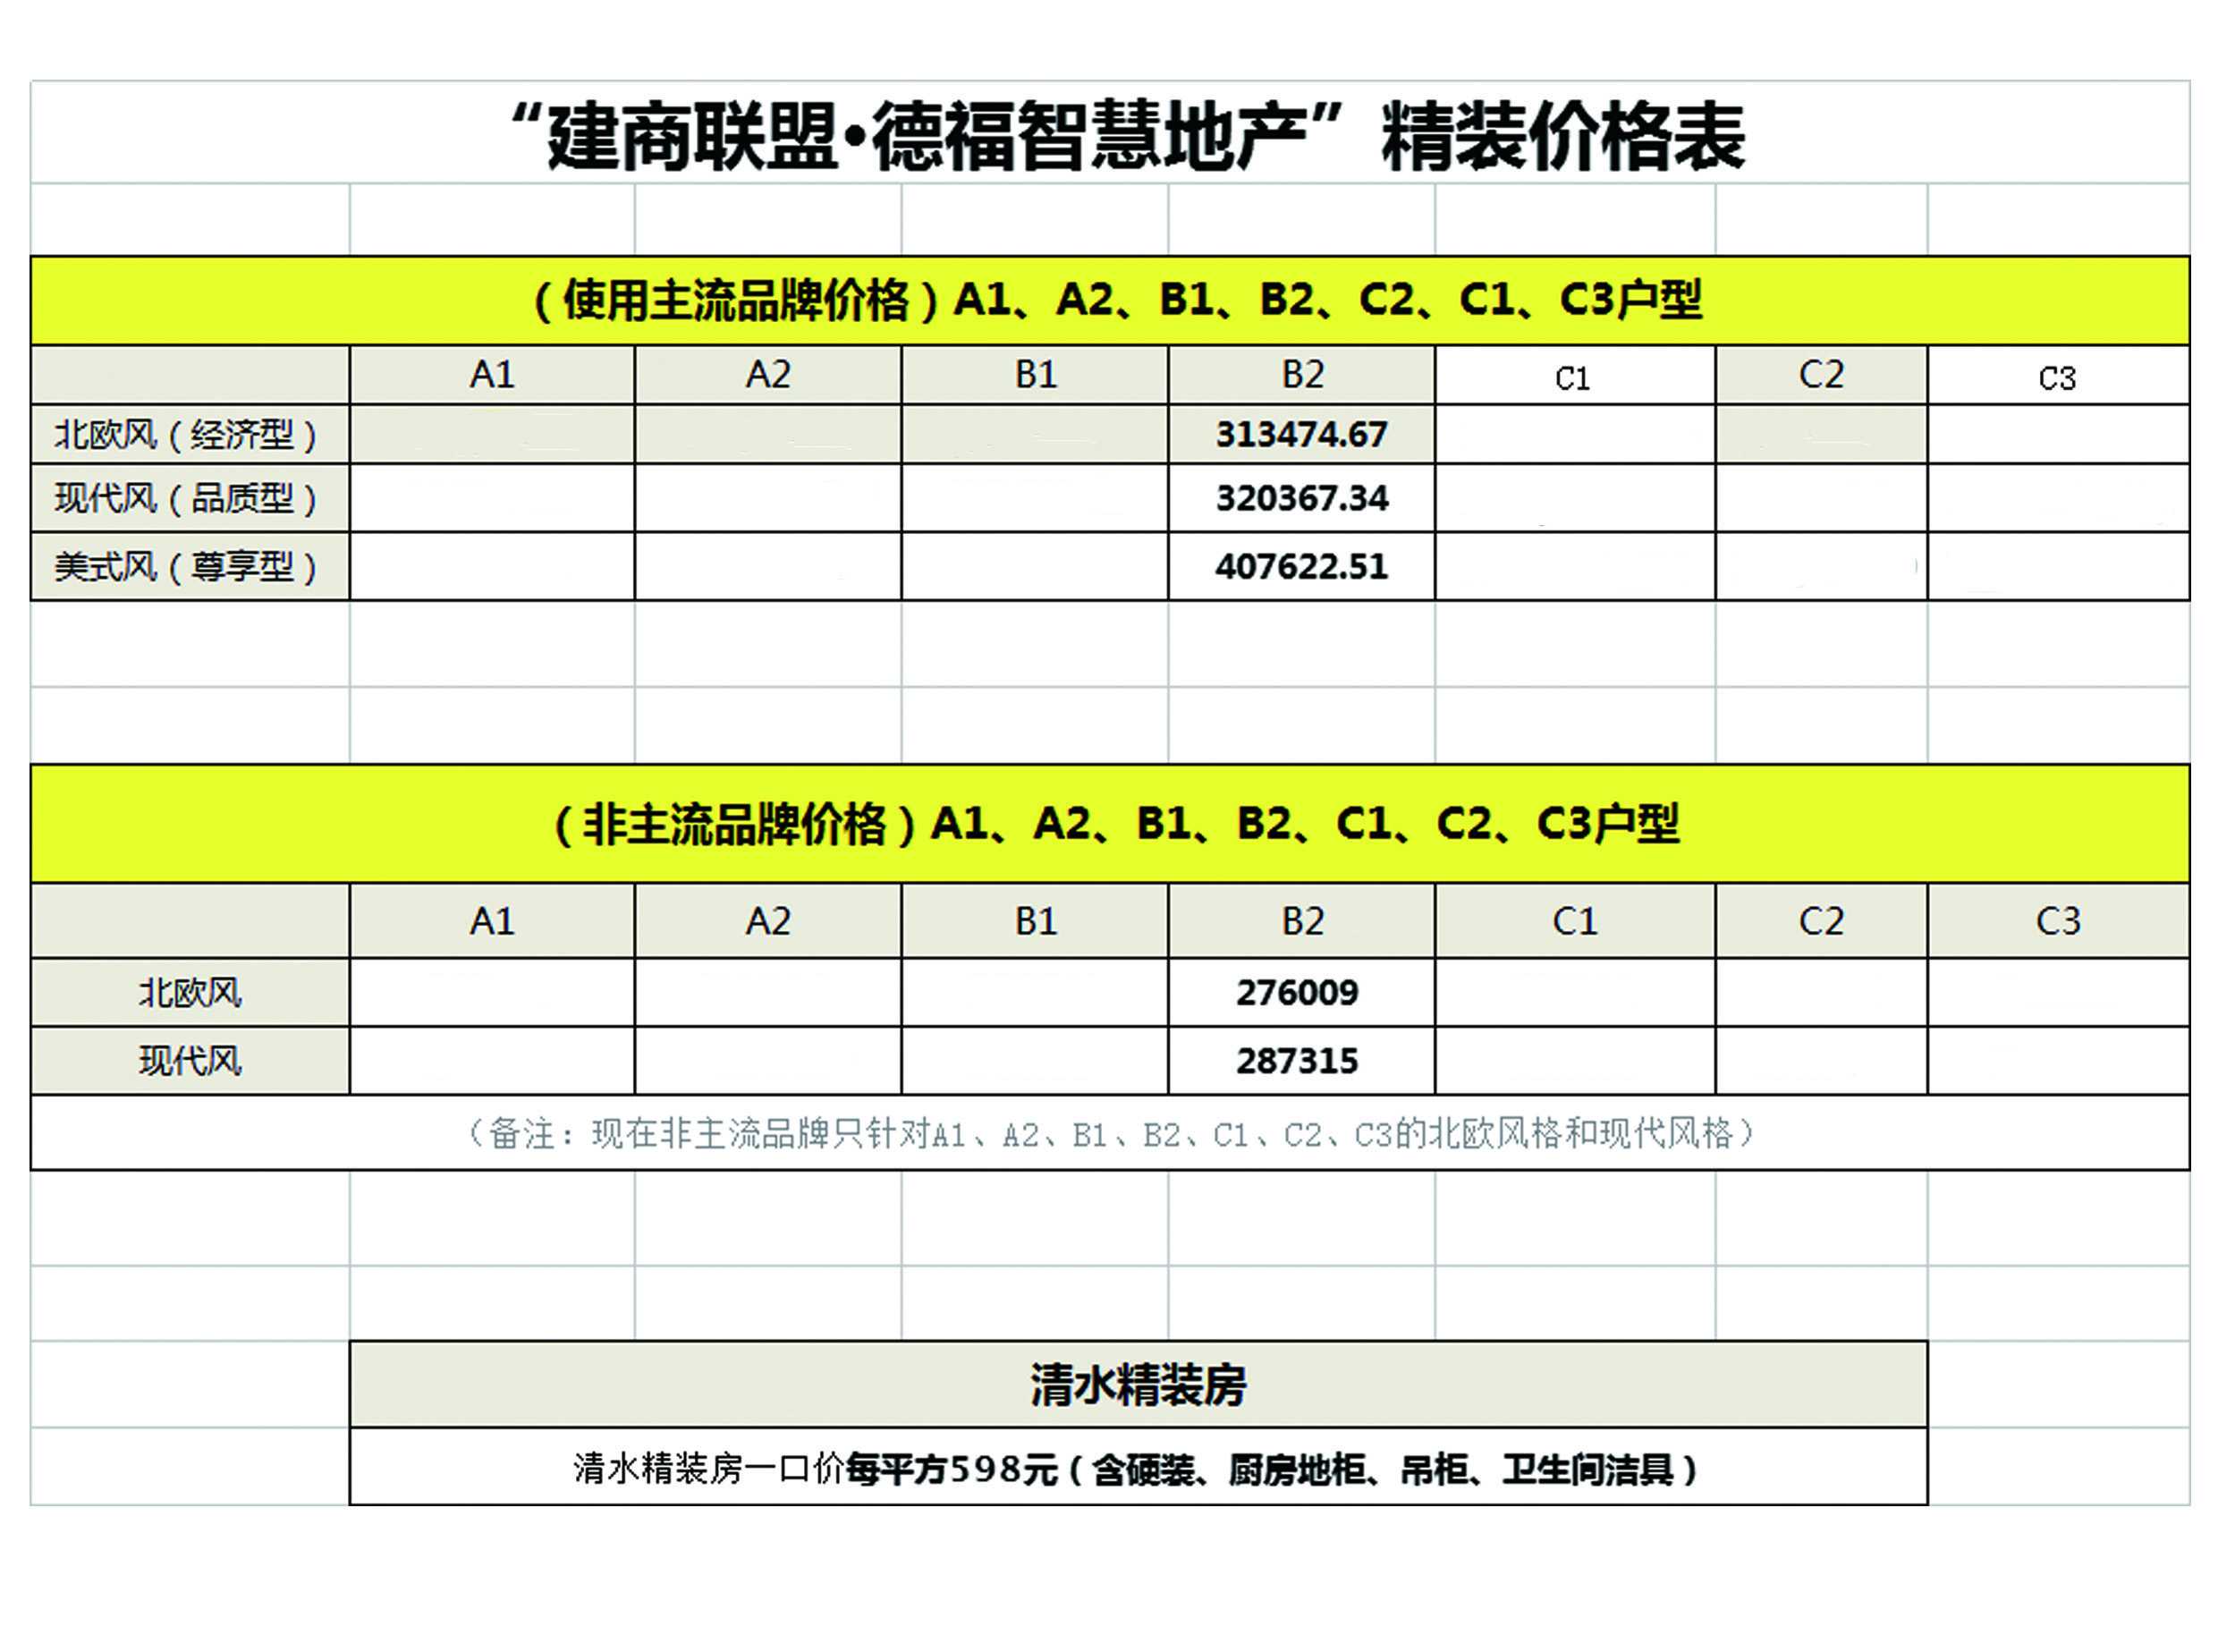 “建商联盟•德福智慧地产”精装价格表
（使用主流品牌价格）A1、A2、B1、B2、C2、C1、C3户型
A1 A2 B1 B2 C1 C2 C3
北欧风（经济型） 313474.67
现代风（品质型） 320367.34
美式风（尊享型） 407622.51
（非主流品牌价格）A1、A2、B1、B2、C1、C2、C3户型
A1 A2 B1 B2 C1 C2 C3
北欧风 276009
现代风 287315
（备注：现在非主流品牌只针对A1、A2、B1、B2、C1、C2、C3的北欧风格和现代风格）
清水精装房
清水精装房一口价每平方598元（含硬装、厨房地柜、吊柜、卫生间洁具）